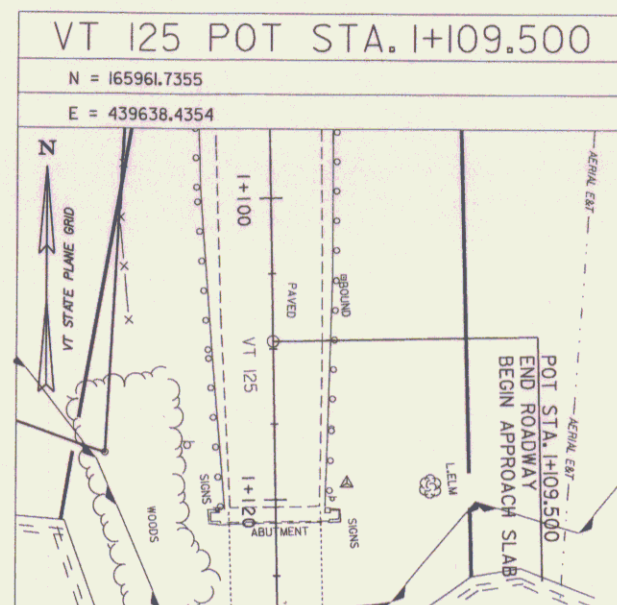 VT 125 POT STA. 1+109.500
N = 165961.7355
E = 439638.4354
N
VT STATE PLANE GRID
1+100
PAVED
BOUND
AERIAL E&T
VT 125
POT STA. 1+109.500
END ROADWAY
BEGIN APPROACH SLAB
AERIAL E&T
L.ELM
SIGNS
1+120
WOODS
ABUTMENT
SIGNS